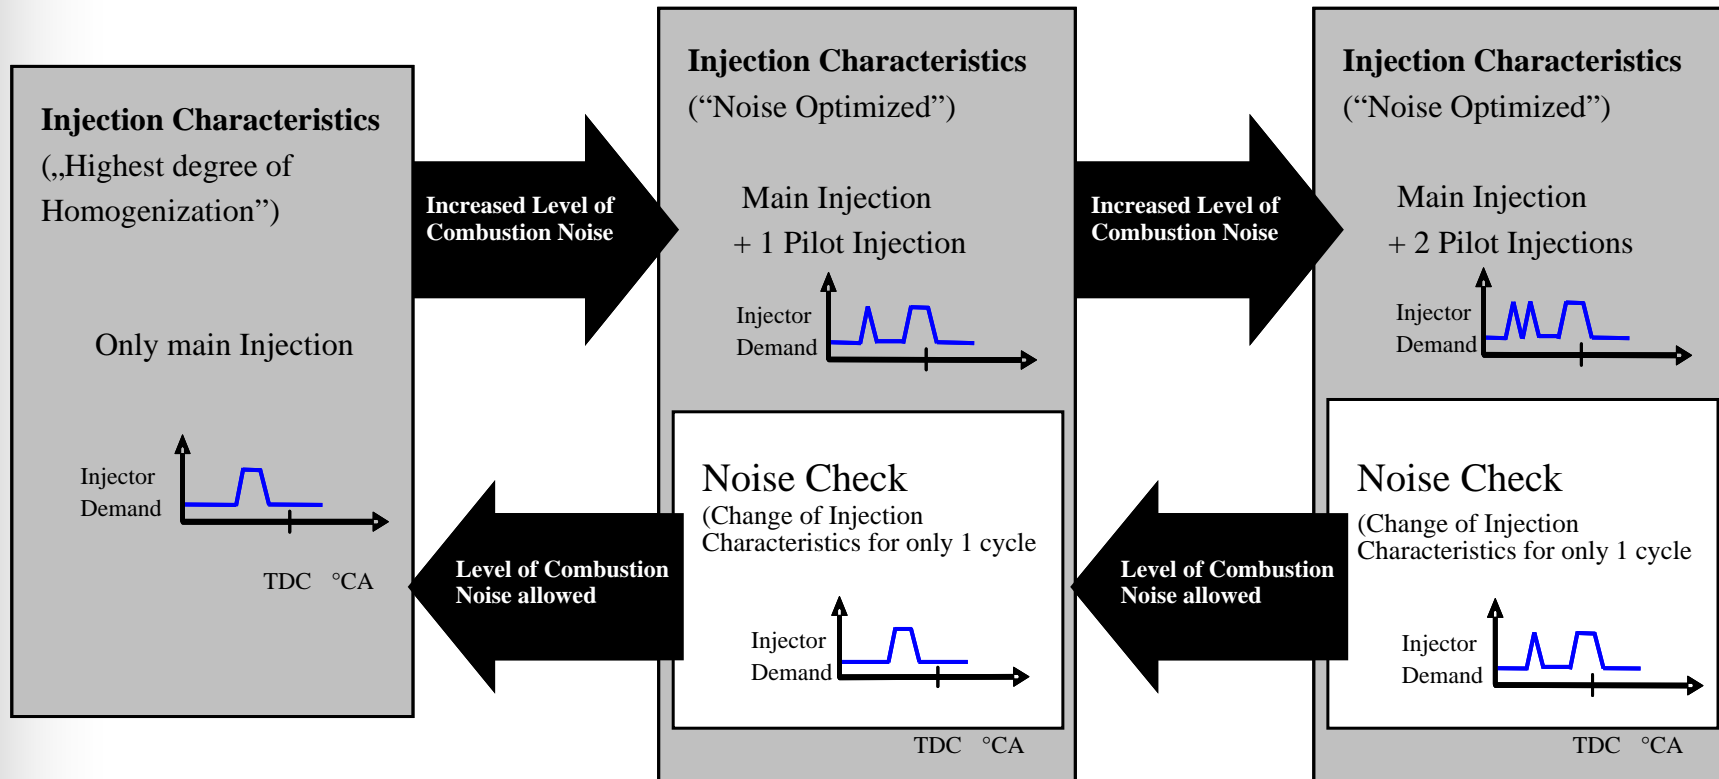 Injection Characteristics
(„Highest degree of
Homogenization”)
Only main Injection
Injector
Demand
TDC °CA
Increased Level of
Combustion Noise
Level of Combustion
Noise allowed
Injection Characteristics
(“Noise Optimized”)
Main Injection
+ 1 Pilot Injection
Injector
Demand
Noise Check
(Change of Injection
Characteristics for only 1 cycle
Injector
Demand
TDC °CA
Increased Level of
Combustion Noise
Level of Combustion
Noise allowed
Injection Characteristics
(“Noise Optimized”)
Main Injection
+ 2 Pilot Injections
Injector
Demand
Noise Check
(Change of Injection
Characteristics for only 1 cycle
Injector
Demand
TDC °CA